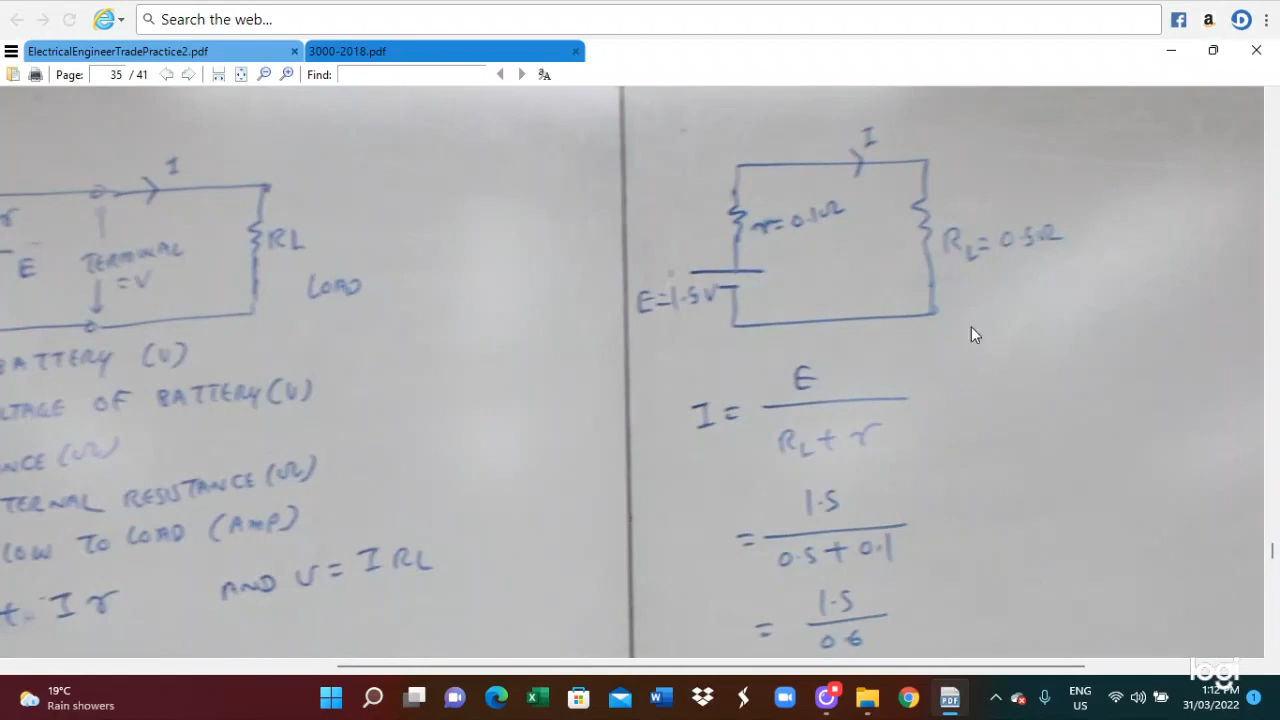 Search the web...
ElectricalEngineerTradePractice2.pdf
3000-2018.pdf
Page: 35 / 41
Find:
I
r
E
TERMINAL
= V
RL
LOAD
BATTERY (V)
LTAGE OF BATTERY (V)
NCE (Ω)
TERNAL RESISTANCE (Ω)
LOW TO LOAD (AMP)
+ I r AND V = I RL
I
r = 0.1Ω
E = 1.5V
RL = 0.5Ω
I = E
RL + r
= 1.5
0.5 + 0.1
= 1.5
0.6
logi
19°C
Rain showers
ENG
US
1:12 PM
31/03/2022